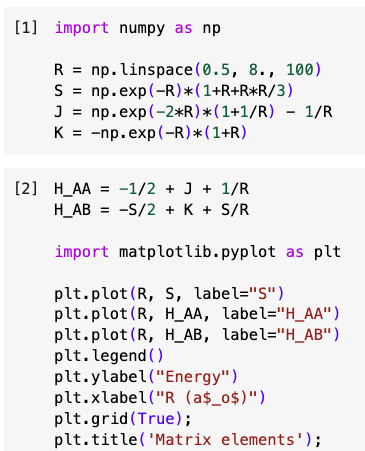 [1] import numpy as np
R = np.linspace(0.5, 8., 100)
S = np.exp(-R)*(1+R+R*R/3)
J = np.exp(-2*R)*(1+1/R) - 1/R
K = -np.exp(-R)*(1+R)
[2] H_AA = -1/2 + J + 1/R
H_AB = -S/2 + K + S/R
import matplotlib.pyplot as plt
plt.plot(R, S, label="S")
plt.plot(R, H_AA, label="H_AA")
plt.plot(R, H_AB, label="H_AB")
plt.legend()
plt.ylabel("Energy")
plt.xlabel("R (a$_o$)")
plt.grid(True);
plt.title('Matrix elements');